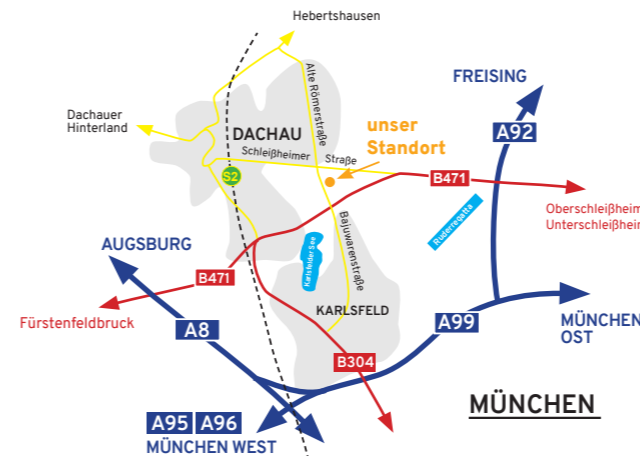 Hebertshausen
FREISING
A92
Alte Römerstraße
Dachauer
Hinterland
DACHAU
unser
Standort
Schleißheimer
Straße
S2
B471
Oberschleißheim
Unterschleißheim
Ruderregatta
Bajuwarenstraße
Karlsfelder See
AUGSBURG
B471
Fürstenfeldbruck
A8
KARLSFELD
A99
MÜNCHEN
OST
B304
MÜNCHEN
A95 A96
MÜNCHEN WEST